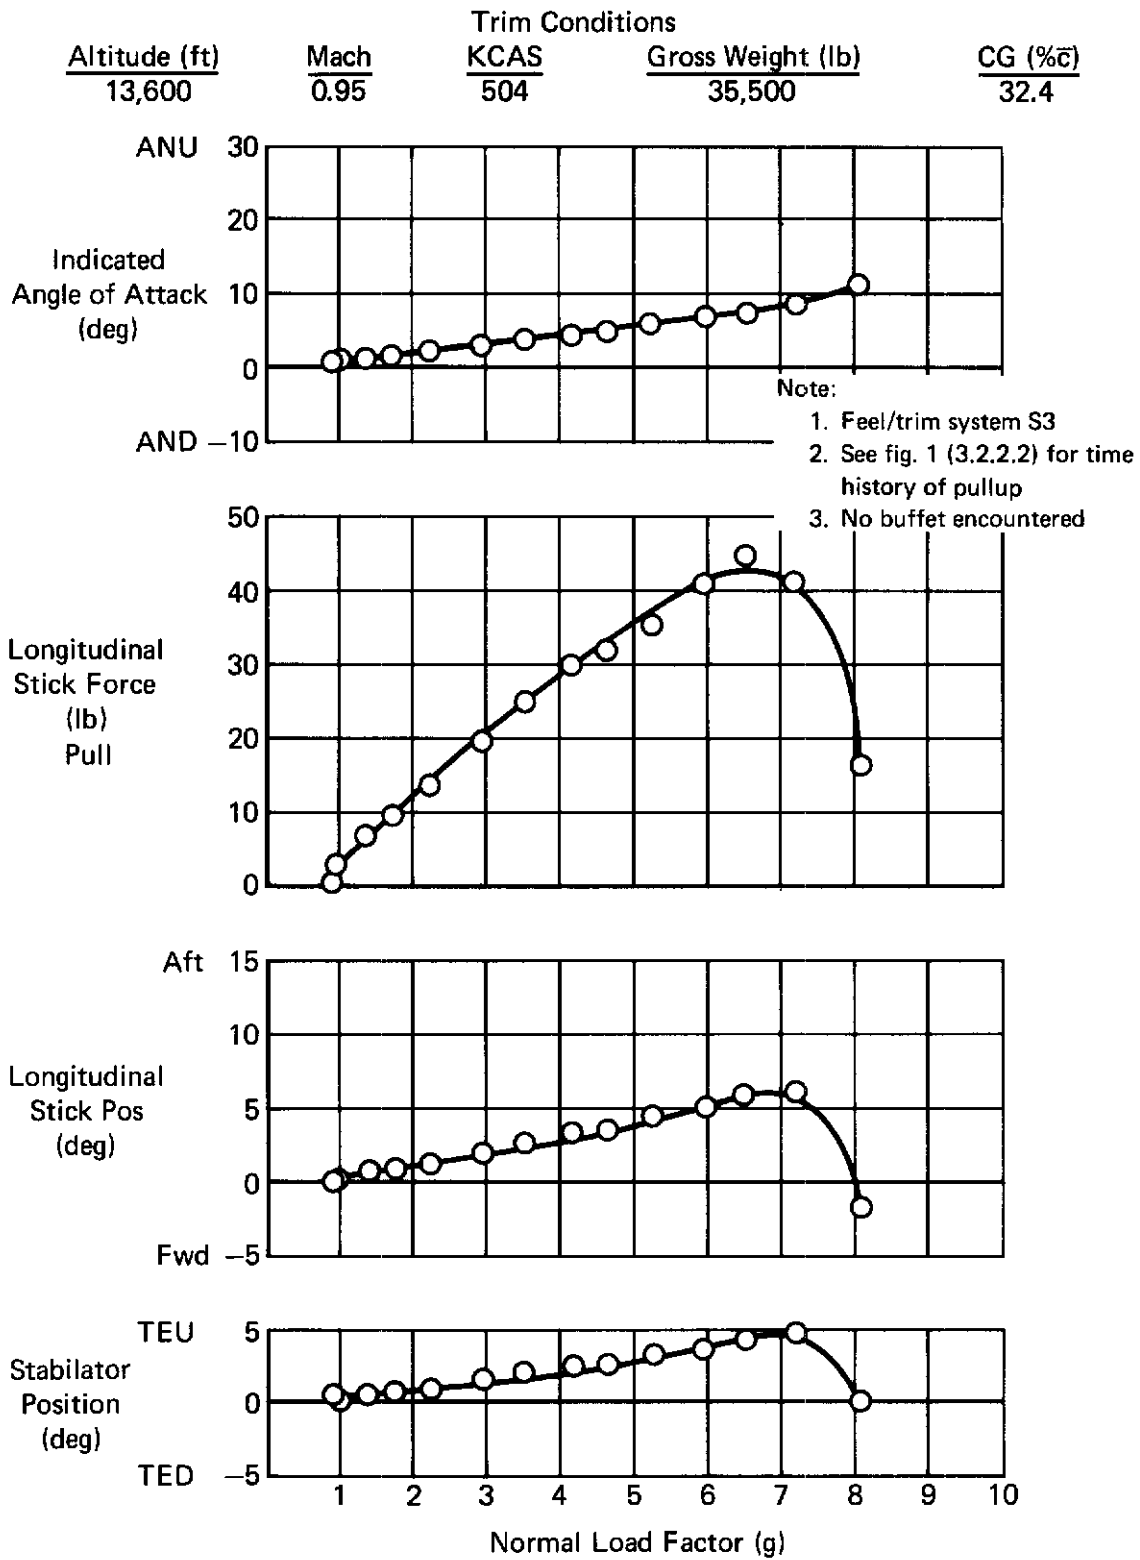 Trim Conditions
Altitude (ft) Mach KCAS Gross Weight (lb) CG (%c̄)
13,600 0.95 504 35,500 32.4
ANU 30
20
Indicated
Angle of Attack
(deg)
10
0
AND −10
Note:
1. Feel/trim system S3
2. See fig. 1 (3.2.2.2) for time
history of pullup
3. No buffet encountered
50
40
Longitudinal
Stick Force
(lb)
Pull
30
20
10
0
Aft 15
10
Longitudinal
Stick Pos
(deg)
5
0
Fwd −5
TEU 5
Stabilator
Position
(deg)
0
TED −5
1 2 3 4 5 6 7 8 9 10
Normal Load Factor (g)